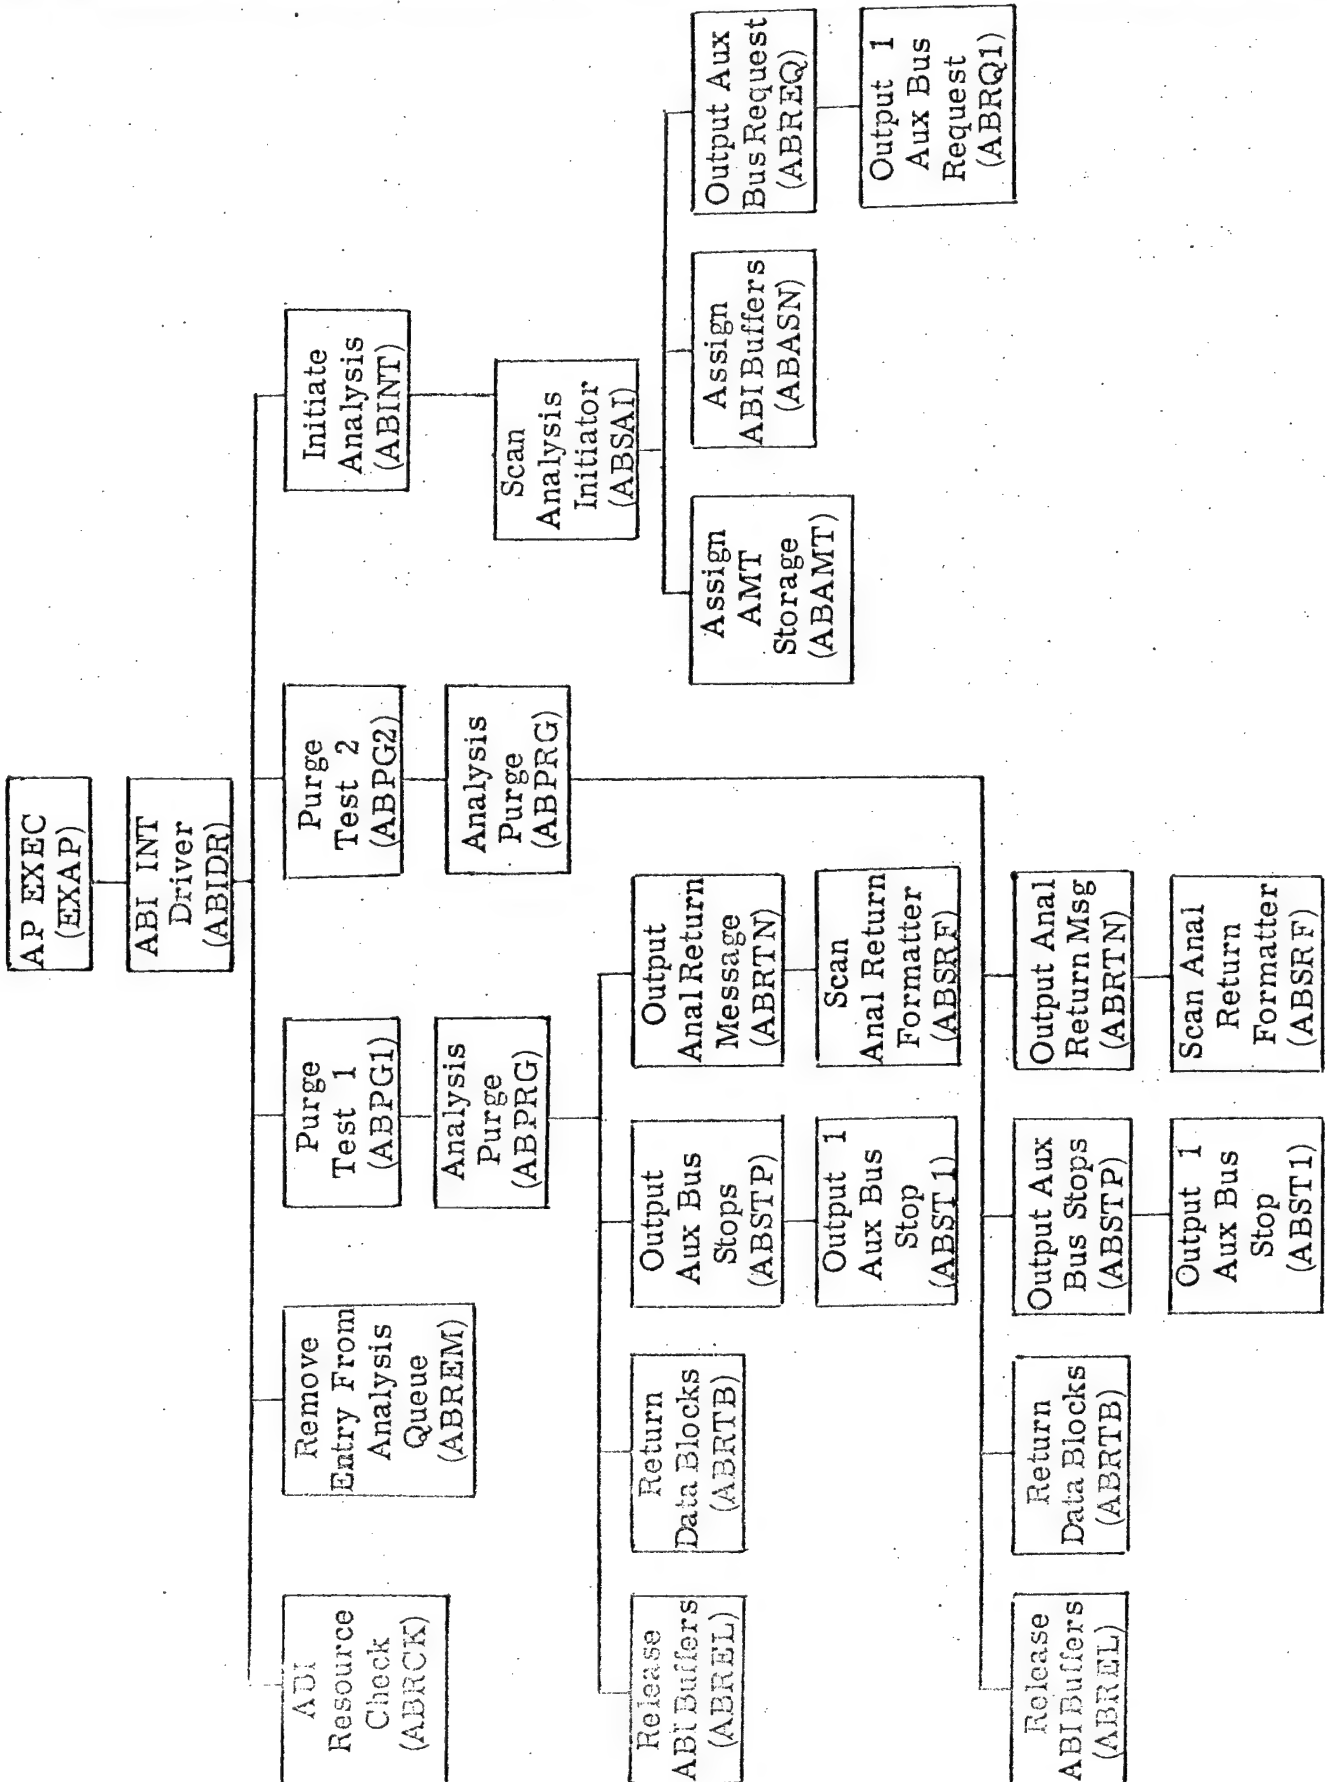 AP EXEC
(EXAP)
ABI INT
Driver
(ABIDR)
ABI
Resource
Check
(ABRCK)
Remove
Entry From
Analysis
Queue
(ABREM)
Purge
Test 1
(ABPG1)
Purge
Test 2
(ABPG2)
Initiate
Analysis
(ABINT)
Analysis
Purge
(ABPRG)
Analysis
Purge
(ABPRG)
Scan
Analysis
Initiator
(ABSAI)
Release
ABI Buffers
(ABREL)
Return
Data Blocks
(ABRTB)
Output
Aux Bus
Stops
(ABSTP)
Output
Anal Return
Message
(ABRTN)
Assign
AMT
Storage
(ABAMT)
Assign
ABI Buffers
(ABASN)
Output Aux
Bus Request
(ABREQ)
Output 1
Aux Bus
Stop
(ABST1)
Scan
Anal Return
Formatter
(ABSRF)
Output 1
Aux Bus
Request
(ABRQ1)
Release
ABI Buffers
(ABREL)
Return
Data Blocks
(ABRTB)
Output Aux
Bus Stops
(ABSTP)
Output Anal
Return Msg
(ABRTN)
Output 1
Aux Bus
Stop
(ABST1)
Scan Anal
Return
Formatter
(ABSRF)